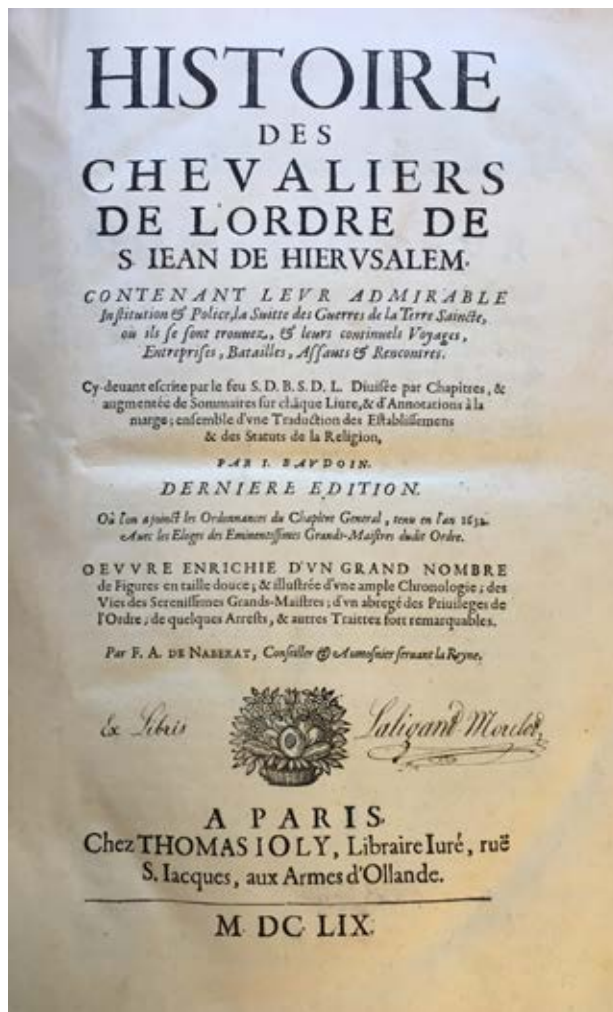 HISTOIRE
DES
CHEVALIERS
DE L'ORDRE DE
S. IEAN DE HIERVSALEM.
CONTENANT LEVR ADMIRABLE
Institution & Police, la Suitte des Guerres de la Terre Saincte,
où ils se sont trouuez, & leurs continuels Voyages,
Entreprises, Batailles, Assauts & Rencontres.
Cy-deuant escrite par le feu S. D. B. S. D. L. Diuisée par Chapitres, &
augmentée de Sommaires sur châque Liure, & d'Annotations à la
marge; ensemble d'vne Traduction des Establissemens
& des Statuts de la Religion,
PAR I. BAVDOIN.
DERNIERE EDITION.
Où l'on a joinct les Ordonnances du Chapitre General, tenu en l'an 1632.
Auec les Eloges des Eminentissimes Grands-Maistres dudit Ordre.
OEVVRE ENRICHIE D'VN GRAND NOMBRE
de Figures en taille douce; & illustrée d'vne ample Chronologie; des
Vies des Serenissimes Grands-Maistres; d'vn abregé des Priuileges de
l'Ordre; de quelques Arrests, & autres Traittez fort remarquables.
Par F. A. DE NABERAT, Conseiller & Aumosnier seruant la Reyne.
Ex Libris Laligant Morelot
A PARIS.
Chez THOMAS IOLY, Libraire Iuré, ruë
S. Iacques, aux Armes d'Ollande.
M. DC. LIX.